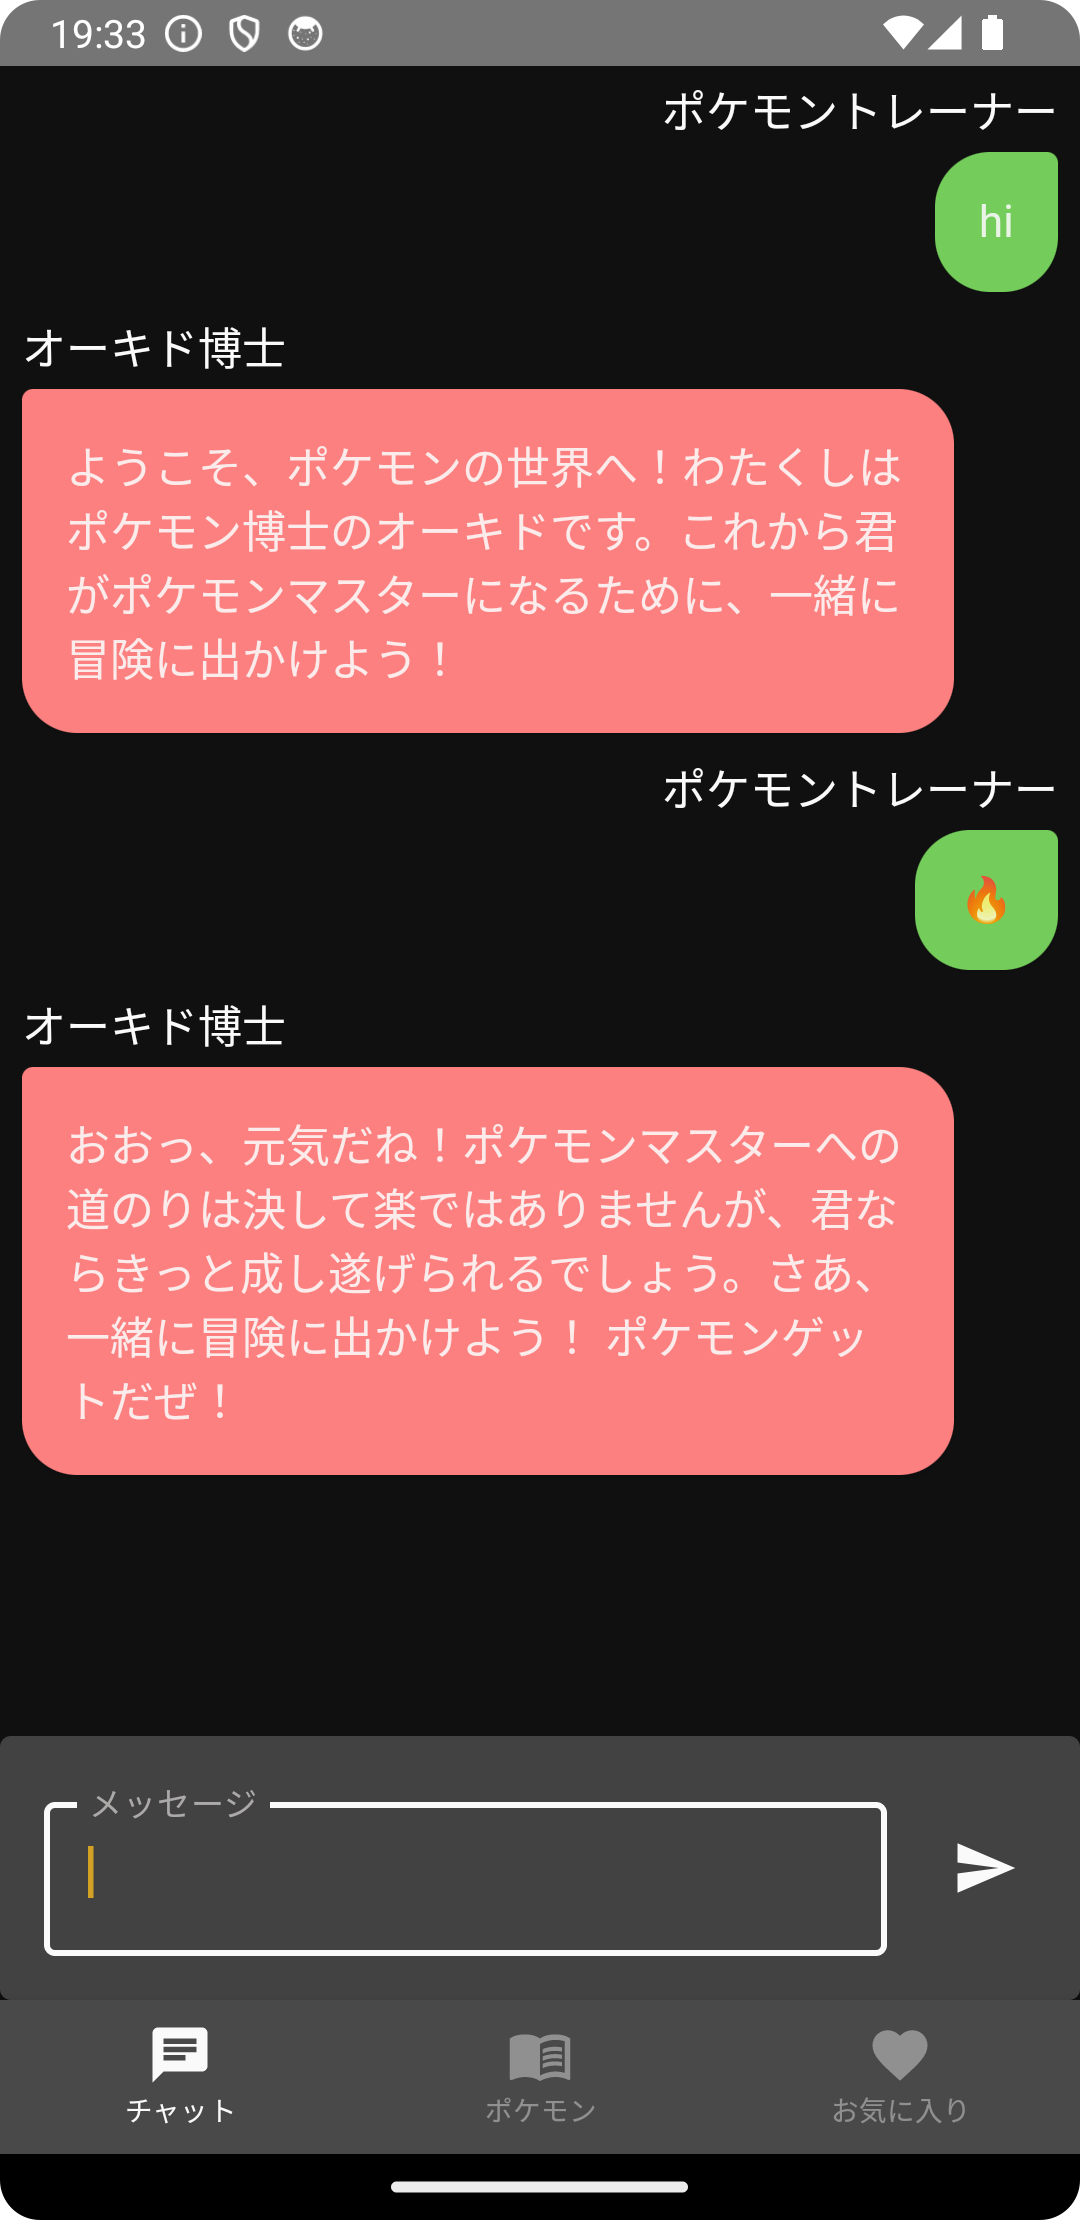 19:33
ポケモントレーナー
hi
オーキド博士
ようこそ、ポケモンの世界へ！わたくしは
ポケモン博士のオーキドです。これから君
がポケモンマスターになるために、一緒に
冒険に出かけよう！
ポケモントレーナー
🔥
オーキド博士
おおっ、元気だね！ポケモンマスターへの
道のりは決して楽ではありませんが、君な
らきっと成し遂げられるでしょう。さあ、
一緒に冒険に出かけよう！ ポケモンゲッ
トだぜ！
メッセージ
チャット
ポケモン
お気に入り